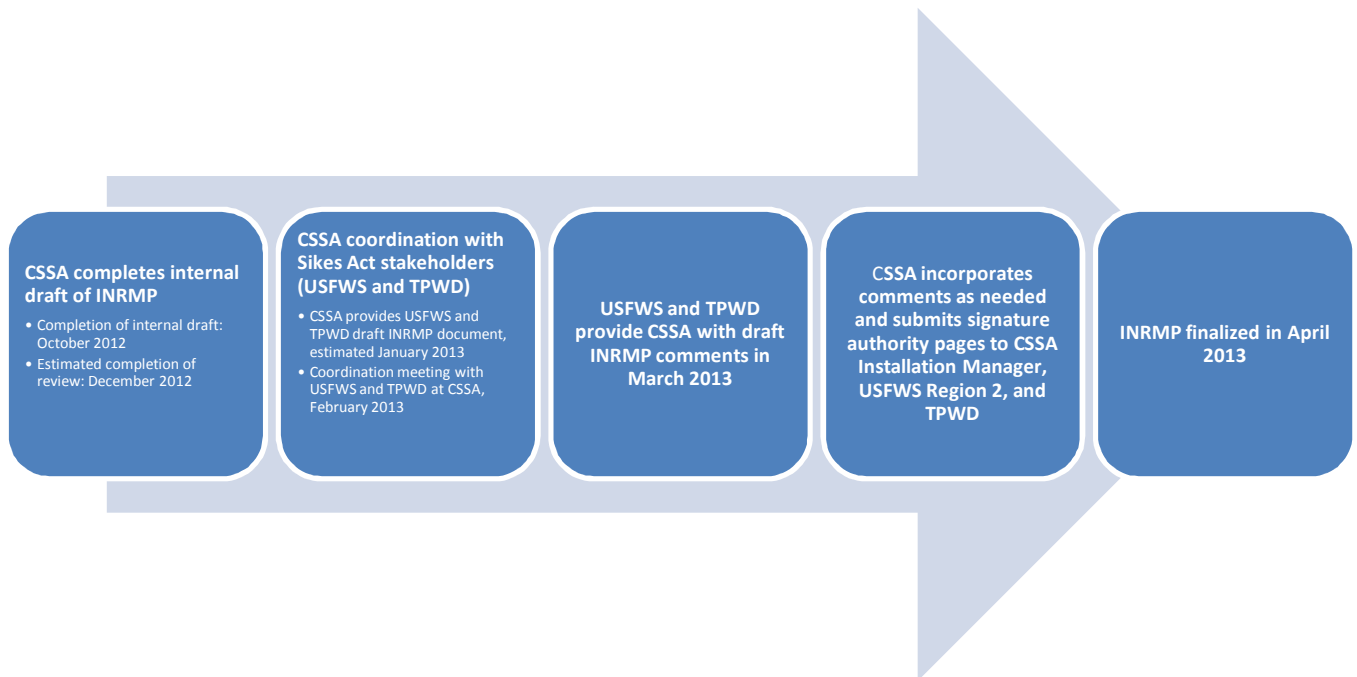 CSSA completes internal
draft of INRMP
• Completion of internal draft:
October 2012
• Estimated completion of
review: December 2012
CSSA coordination with
Sikes Act stakeholders
(USFWS and TPWD)
• CSSA provides USFWS and
TPWD draft INRMP document,
estimated January 2013
• Coordination meeting with
USFWS and TPWD at CSSA,
February 2013
USFWS and TPWD
provide CSSA with draft
INRMP comments in
March 2013
CSSA incorporates
comments as needed
and submits signature
authority pages to CSSA
Installation Manager,
USFWS Region 2, and
TPWD
INRMP finalized in April
2013